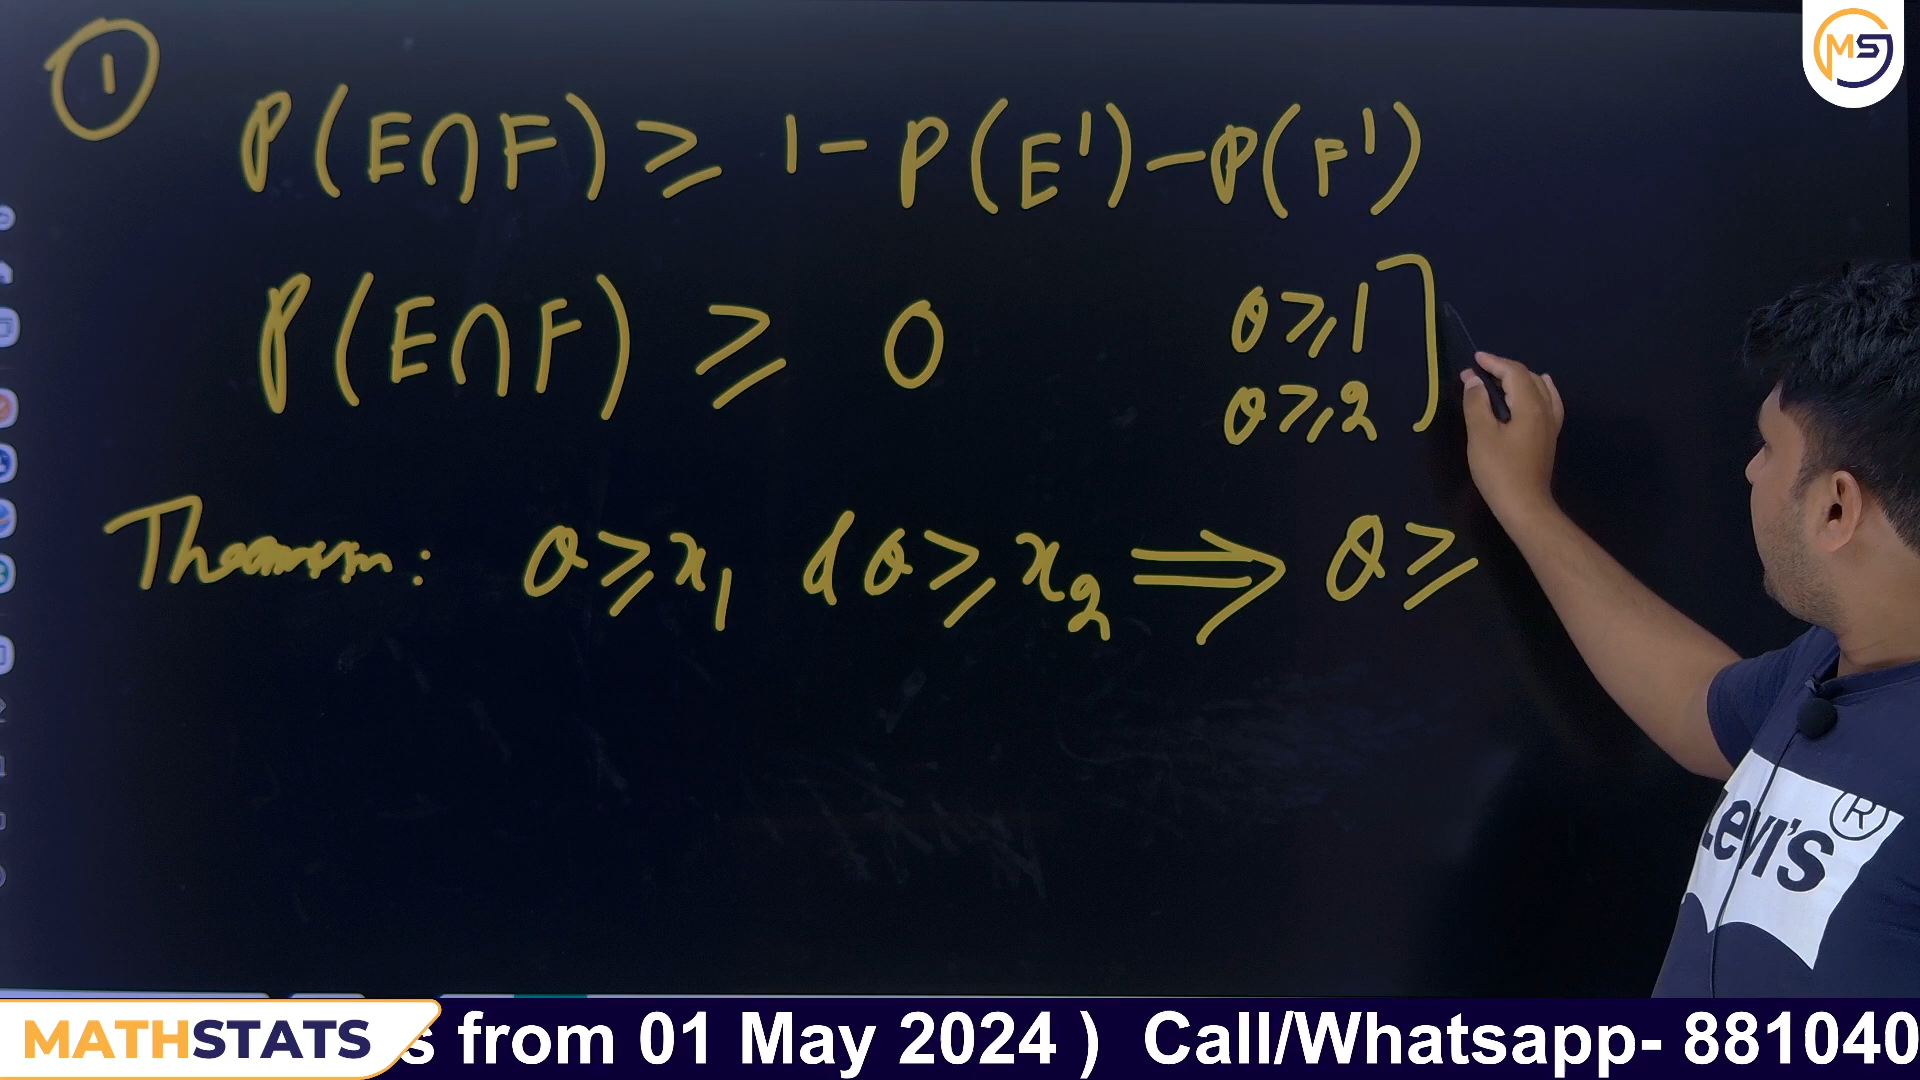 MS
1
P(E∩F) ≥ 1 - P(E') - P(F')
P(E∩F) ≥ 0
θ ≥ 1
θ ≥ 2
Theorem: θ ≥ x₁ & θ ≥ x₂ ⟹ θ ≥
Levi's ®
MATHSTATS
s from 01 May 2024 ) Call/Whatsapp- 881040